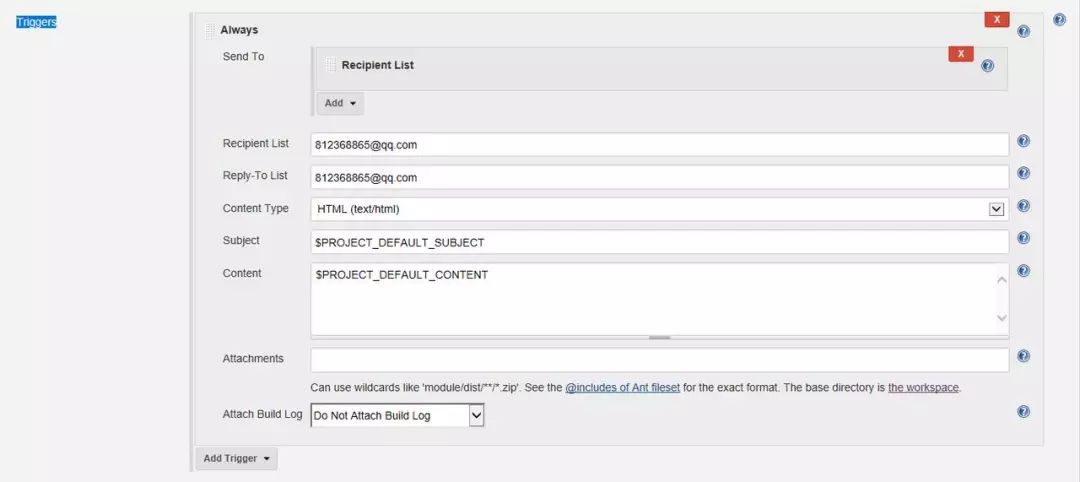 Triggers
X
Always
Send To
Recipient List
X
Add
Recipient List
812368865@qq.com
Reply-To List
812368865@qq.com
Content Type
HTML (text/html)
Subject
$PROJECT_DEFAULT_SUBJECT
Content
$PROJECT_DEFAULT_CONTENT
Attachments
Can use wildcards like 'module/dist/**/*.zip'. See the @includes of Ant fileset for the exact format. The base directory is the workspace.
Attach Build Log
Do Not Attach Build Log
Add Trigger